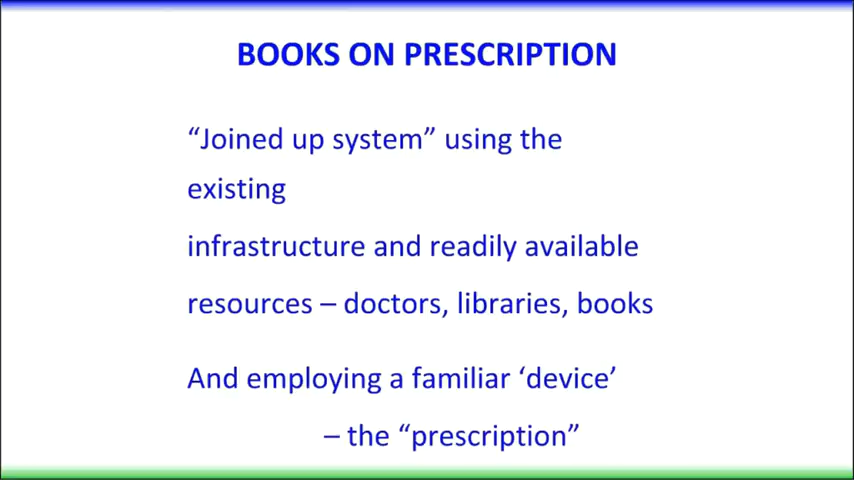 BOOKS ON PRESCRIPTION
“Joined up system” using the
existing
infrastructure and readily available
resources – doctors, libraries, books
And employing a familiar ‘device’
– the “prescription”